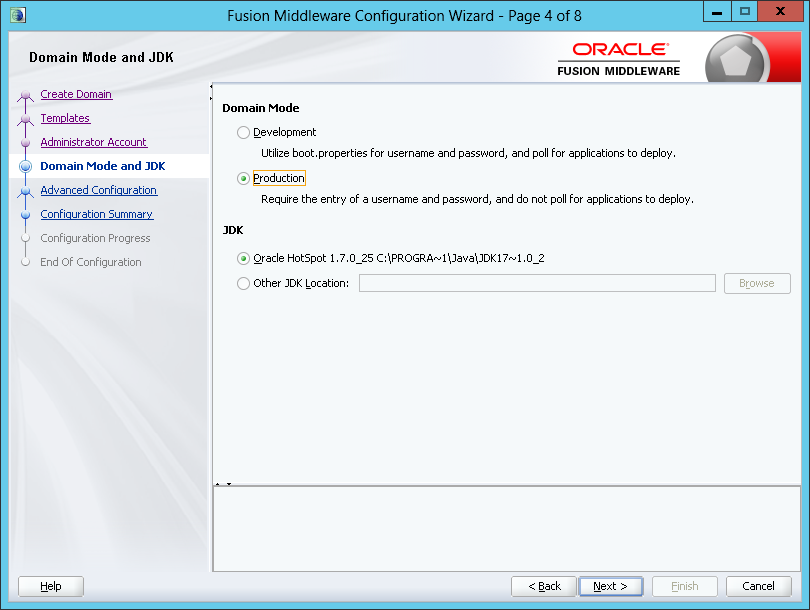 Fusion Middleware Configuration Wizard - Page 4 of 8
Domain Mode and JDK
ORACLE
FUSION MIDDLEWARE
Create Domain
Templates
Administrator Account
Domain Mode and JDK
Advanced Configuration
Configuration Summary
Configuration Progress
End Of Configuration
Domain Mode
Development
Utilize boot.properties for username and password, and poll for applications to deploy.
Production
Require the entry of a username and password, and do not poll for applications to deploy.
JDK
Oracle HotSpot 1.7.0_25 C:\PROGRA~1\Java\JDK17~1.0_2
Other JDK Location:
Browse
Help
< Back
Next >
Finish
Cancel